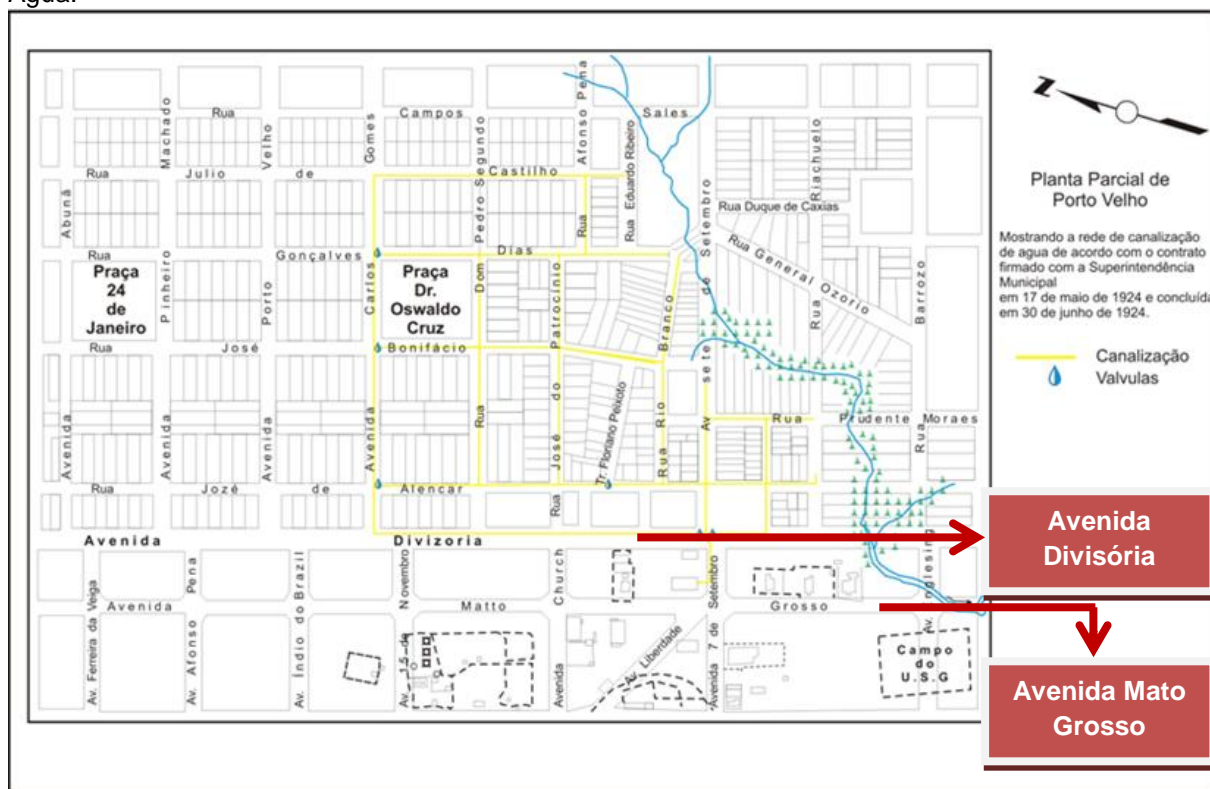 Água.
Rua Campos Sales
Rua Julio de Castilho
Rua Gonçalves Dias
Rua José Bonifácio
Rua Jozé de Alencar
Avenida Divizoria
Avenida Matto Grosso
Avenida Abunã
Avenida Pinheiro Machado
Avenida Porto Velho
Avenida Carlos Gomes
Rua Dom Pedro Segundo
Rua José do Patrocínio
Rua Afonso Pena
Rua Eduardo Ribeiro
Tr. Floriano Peixoto
Rua Rio Branco
Av sete de Setembro
Rua Duque de Caxias
Rua General Ozorio
Rua Riachuelo
Rua Barrozo
Rua Prudente Moraes
Praça
24
de
Janeiro
Praça
Dr.
Oswaldo
Cruz
Av. Ferreira da Veiga
Av. Afonso Pena
Av. Índio do Brazil
Av. 15 de Novembro
Avenida Church
Av. Liberdade
Avenida 7 de Setembro
Campo
do
U.S.G
Z
Planta Parcial de
Porto Velho
Mostrando a rede de canalização
de agua de acordo com o contrato
firmado com a Superintendência
Municipal
em 17 de maio de 1924 e concluída
em 30 de junho de 1924.
Canalização
Valvulas
Avenida
Divisória
Avenida Mato
Grosso